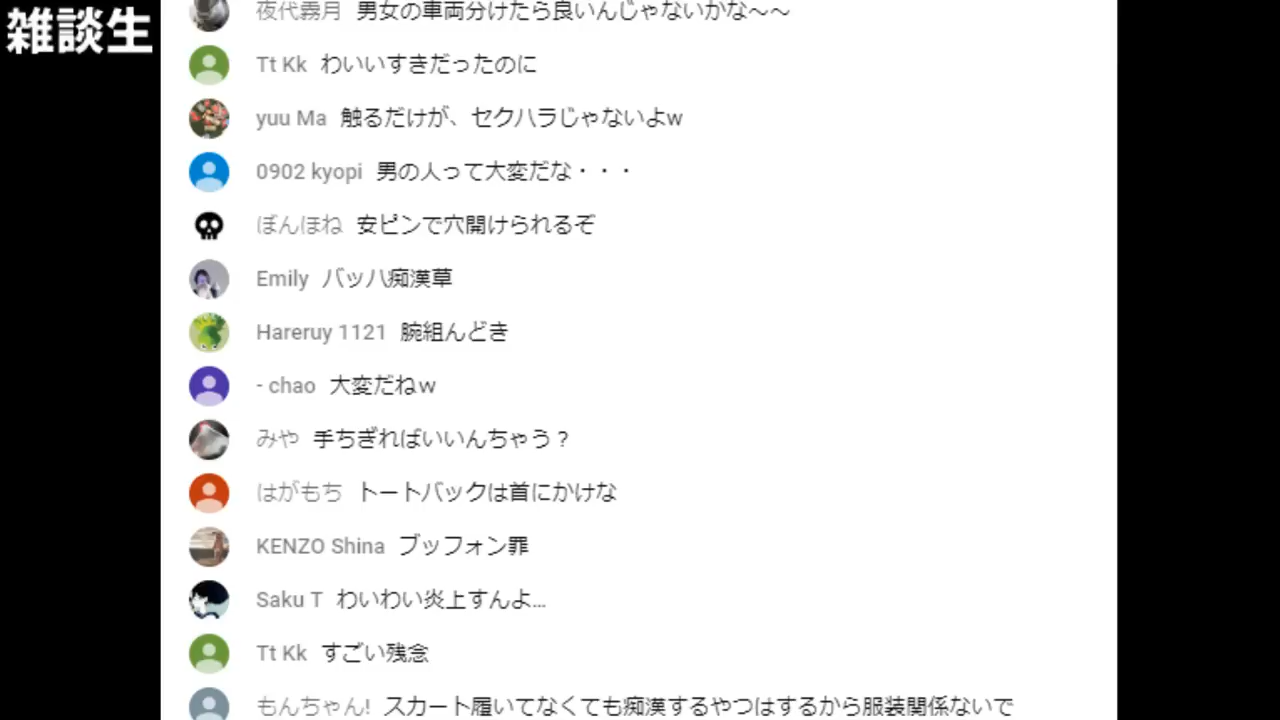 雑談生
夜代霧月 男女の車両分けたら良いんじゃないかな～～
Tt Kk わいいすきだったのに
yuu Ma 触るだけが、セクハラじゃないよw
0902 kyopi 男の人って大変だな・・・
ぼんほね 安ピンで穴開けられるぞ
Emily バッハ痴漢草
Hareruy 1121 腕組んどき
- chao 大変だねw
みや 手ちぎればいいんちゃう？
はがもち トートバックは首にかけな
KENZO Shina ブッフォン罪
Saku T わいわい炎上すんよ...
Tt Kk すごい残念
もんちゃん! スカート履いてなくても痴漢するやつはするから服装関係ないで